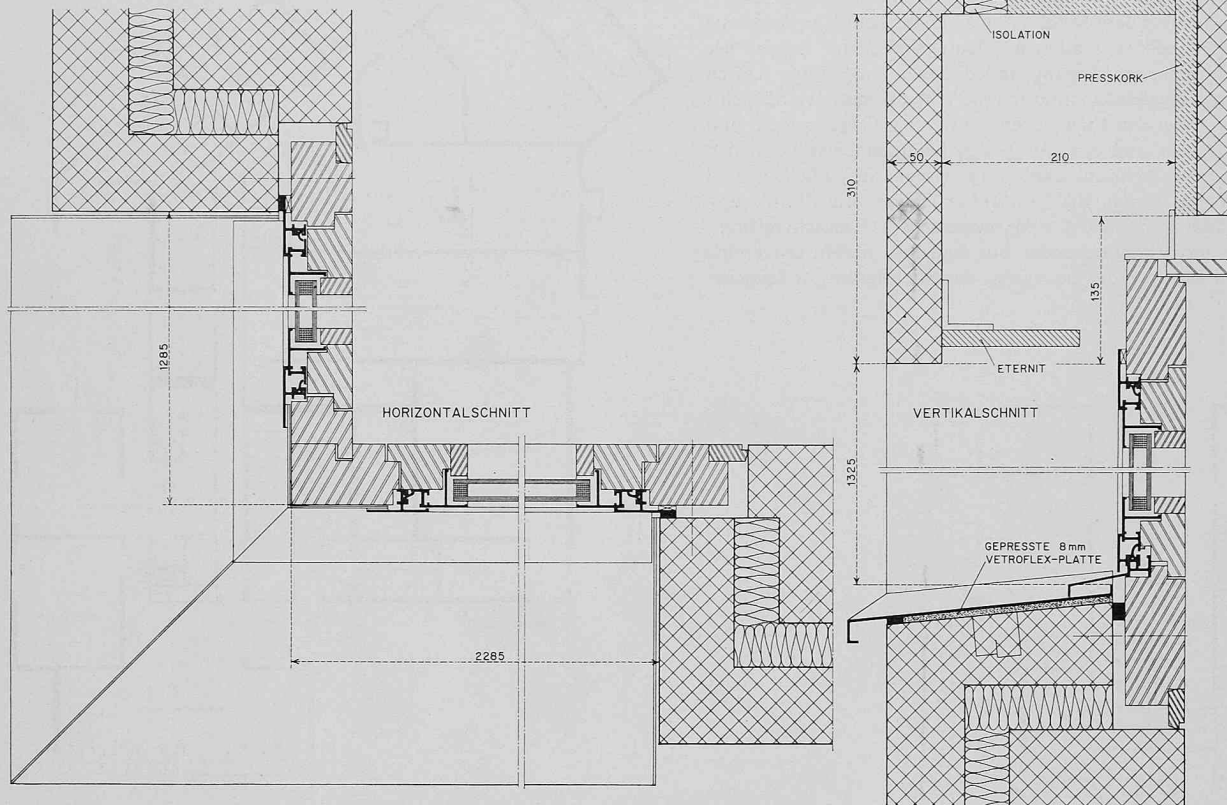 ISOLATION
PRESSKORK
50
210
310
135
1285
ETERNIT
HORIZONTALSCHNITT
VERTIKALSCHNITT
1325
GEPRESSTE 8mm
VETROFLEX-PLATTE
2285